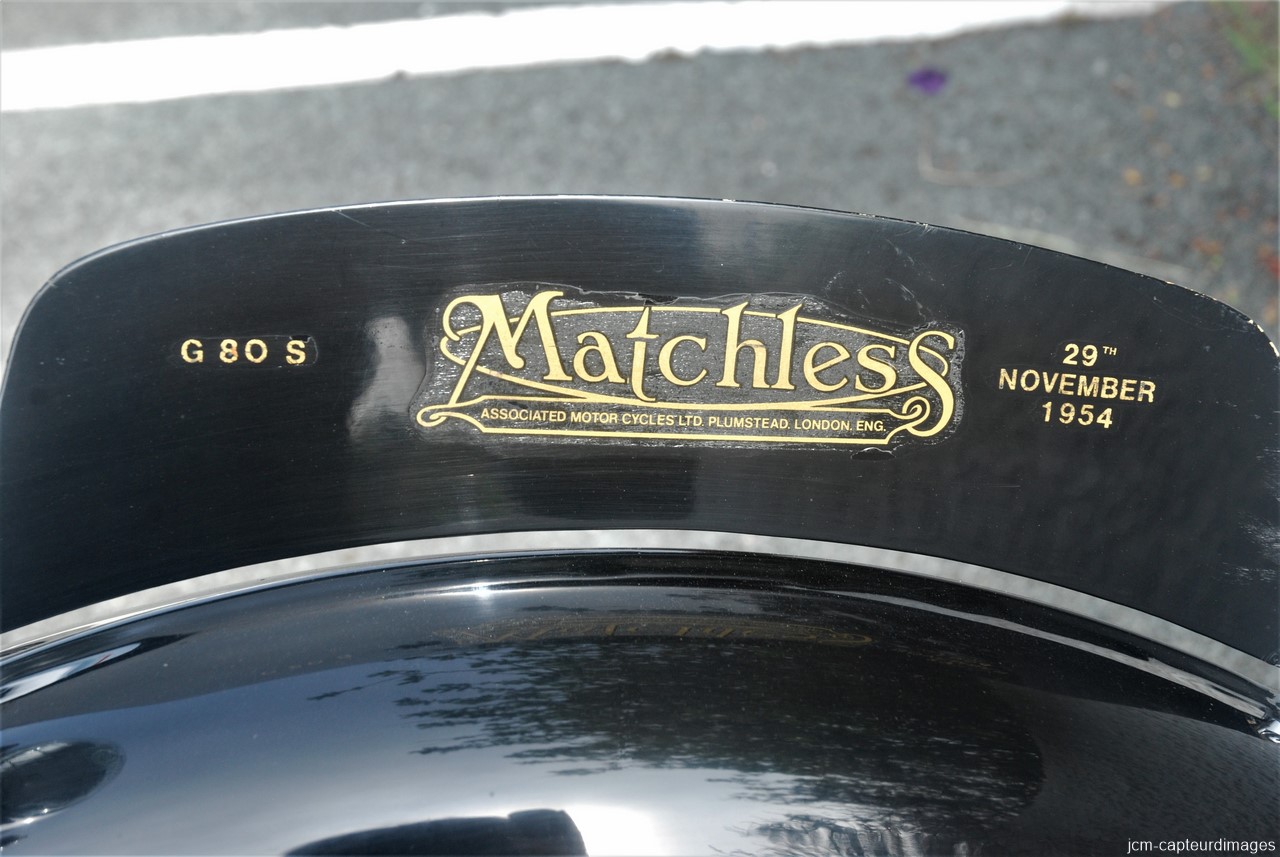 G 80 S
Matchless
ASSOCIATED MOTOR CYCLES LTD. PLUMSTEAD. LONDON. ENG.
29TH
NOVEMBER
1954
jcm-capteurdimages